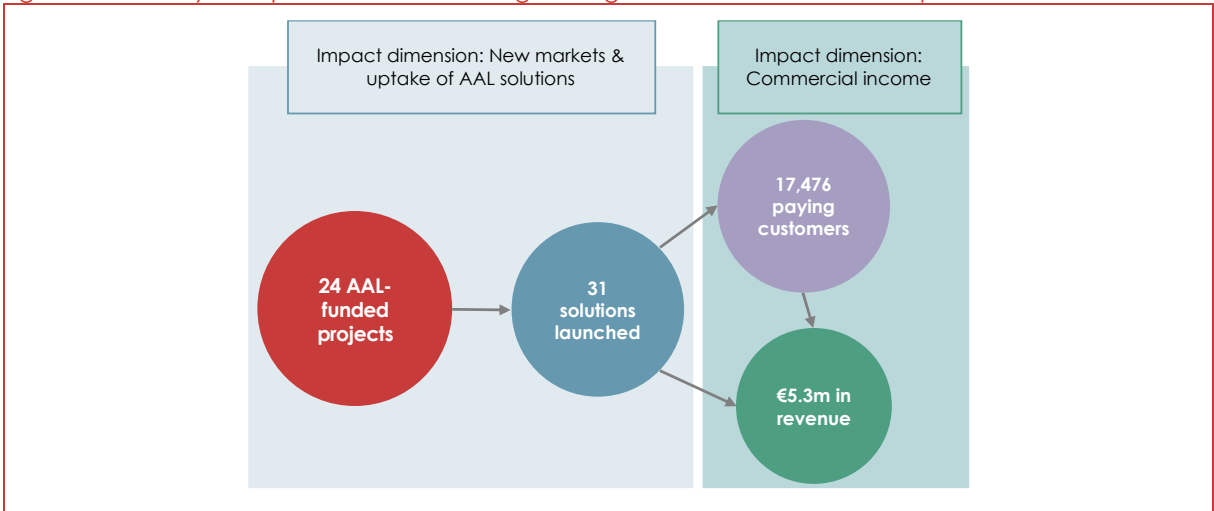 Impact dimension: New markets &
uptake of AAL solutions
Impact dimension:
Commercial income
24 AAL-
funded
projects
31
solutions
launched
17,476
paying
customers
€5.3m in
revenue